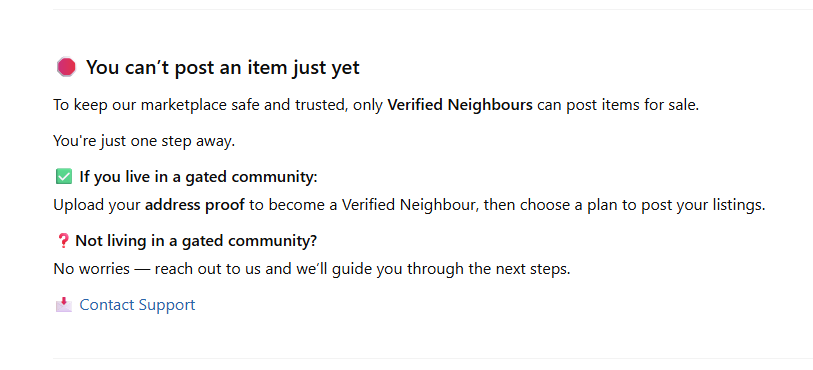 🛑 You can’t post an item just yet
To keep our marketplace safe and trusted, only Verified Neighbours can post items for sale.
You're just one step away.
✅ If you live in a gated community:
Upload your address proof to become a Verified Neighbour, then choose a plan to post your listings.
❓ Not living in a gated community?
No worries — reach out to us and we’ll guide you through the next steps.
📩 Contact Support